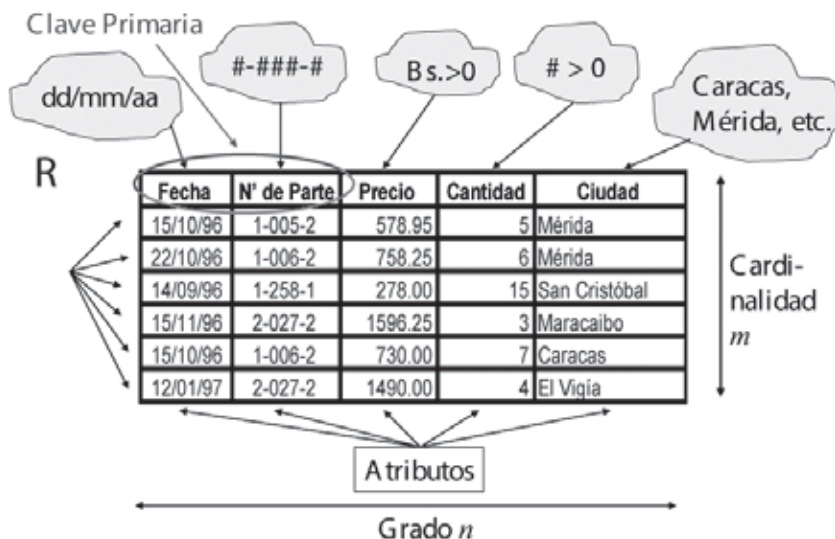 Clave Primaria
dd/mm/aa
#-###-#
Bs.>0
# > 0
Caracas,
Mérida, etc.
R
Fecha N' de Parte Precio Cantidad Ciudad
15/10/96 1-005-2 578.95 5 Mérida
22/10/96 1-006-2 758.25 6 Mérida
14/09/96 1-258-1 278.00 15 San Cristóbal
15/11/96 2-027-2 1596.25 3 Maracaibo
15/10/96 1-006-2 730.00 7 Caracas
12/01/97 2-027-2 1490.00 4 El Vigía
Cardi-
nalidad
m
Atributos
Grado n